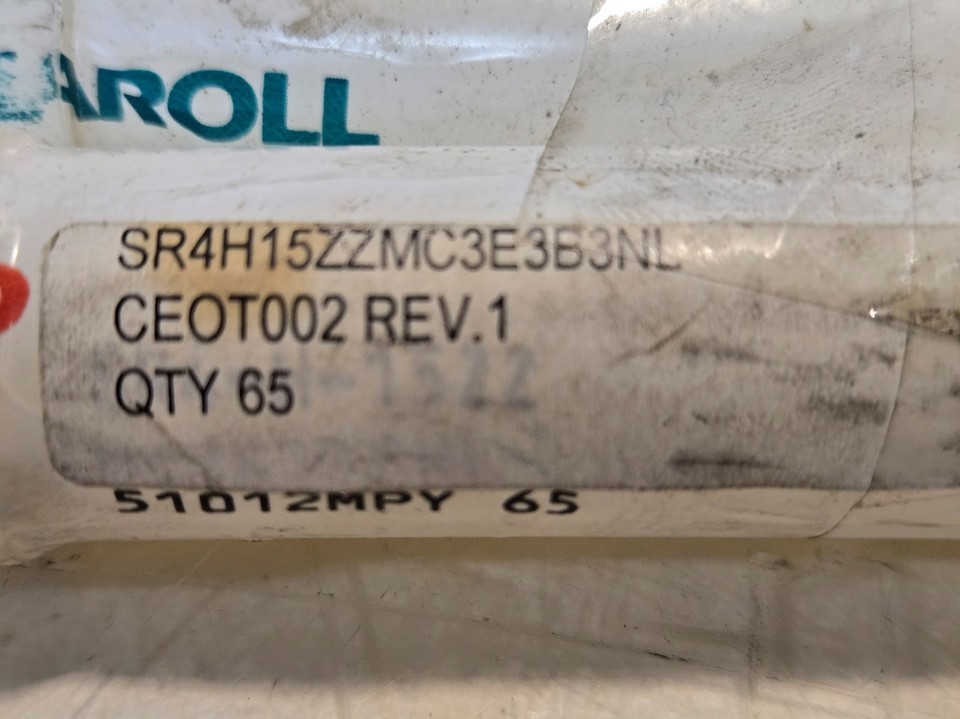 AROLL
SR4H15ZZMC3E3B3NL
CEOT002 REV.1
QTY 65
51012MPY 65